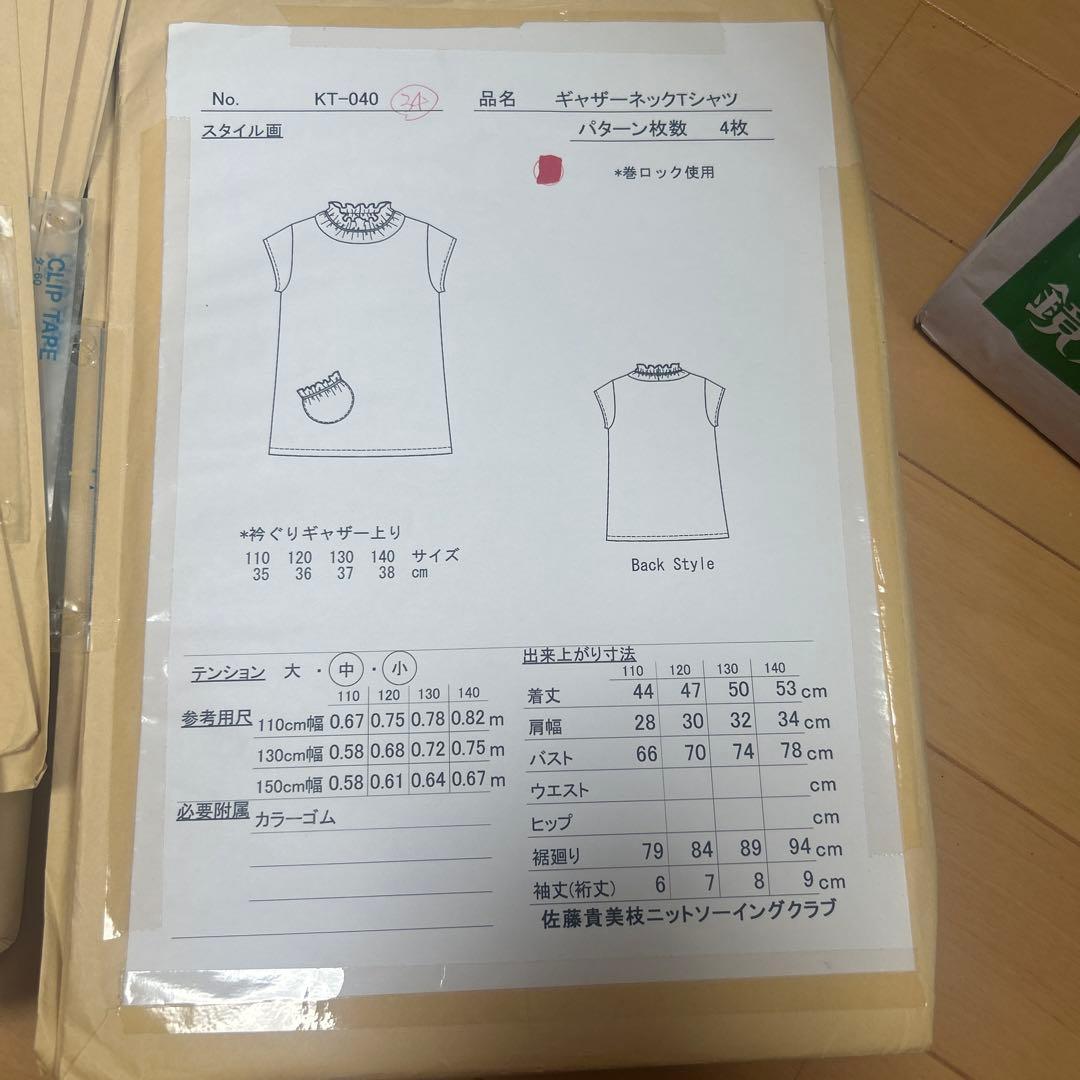 No. KT-040
品名 ギャザーネックTシャツ
スタイル画
パターン枚数 4枚
*巻ロック使用
*衿ぐりギャザー上り
110 120 130 140 サイズ
35 36 37 38 cm
Back Style
テンション 大・中・小
110 120 130 140
参考用尺 110cm幅 0.67 0.75 0.78 0.82 m
130cm幅 0.58 0.68 0.72 0.75 m
150cm幅 0.58 0.61 0.64 0.67 m
必要附属 カラーゴム
出来上がり寸法
110 120 130 140
着丈 44 47 50 53 cm
肩幅 28 30 32 34 cm
バスト 66 70 74 78 cm
ウエスト cm
ヒップ cm
裾廻り 79 84 89 94 cm
袖丈(裄丈) 6 7 8 9 cm
佐藤貴美枝ニットソーイングクラブ
CLIP TAPE
タ-60
鏡